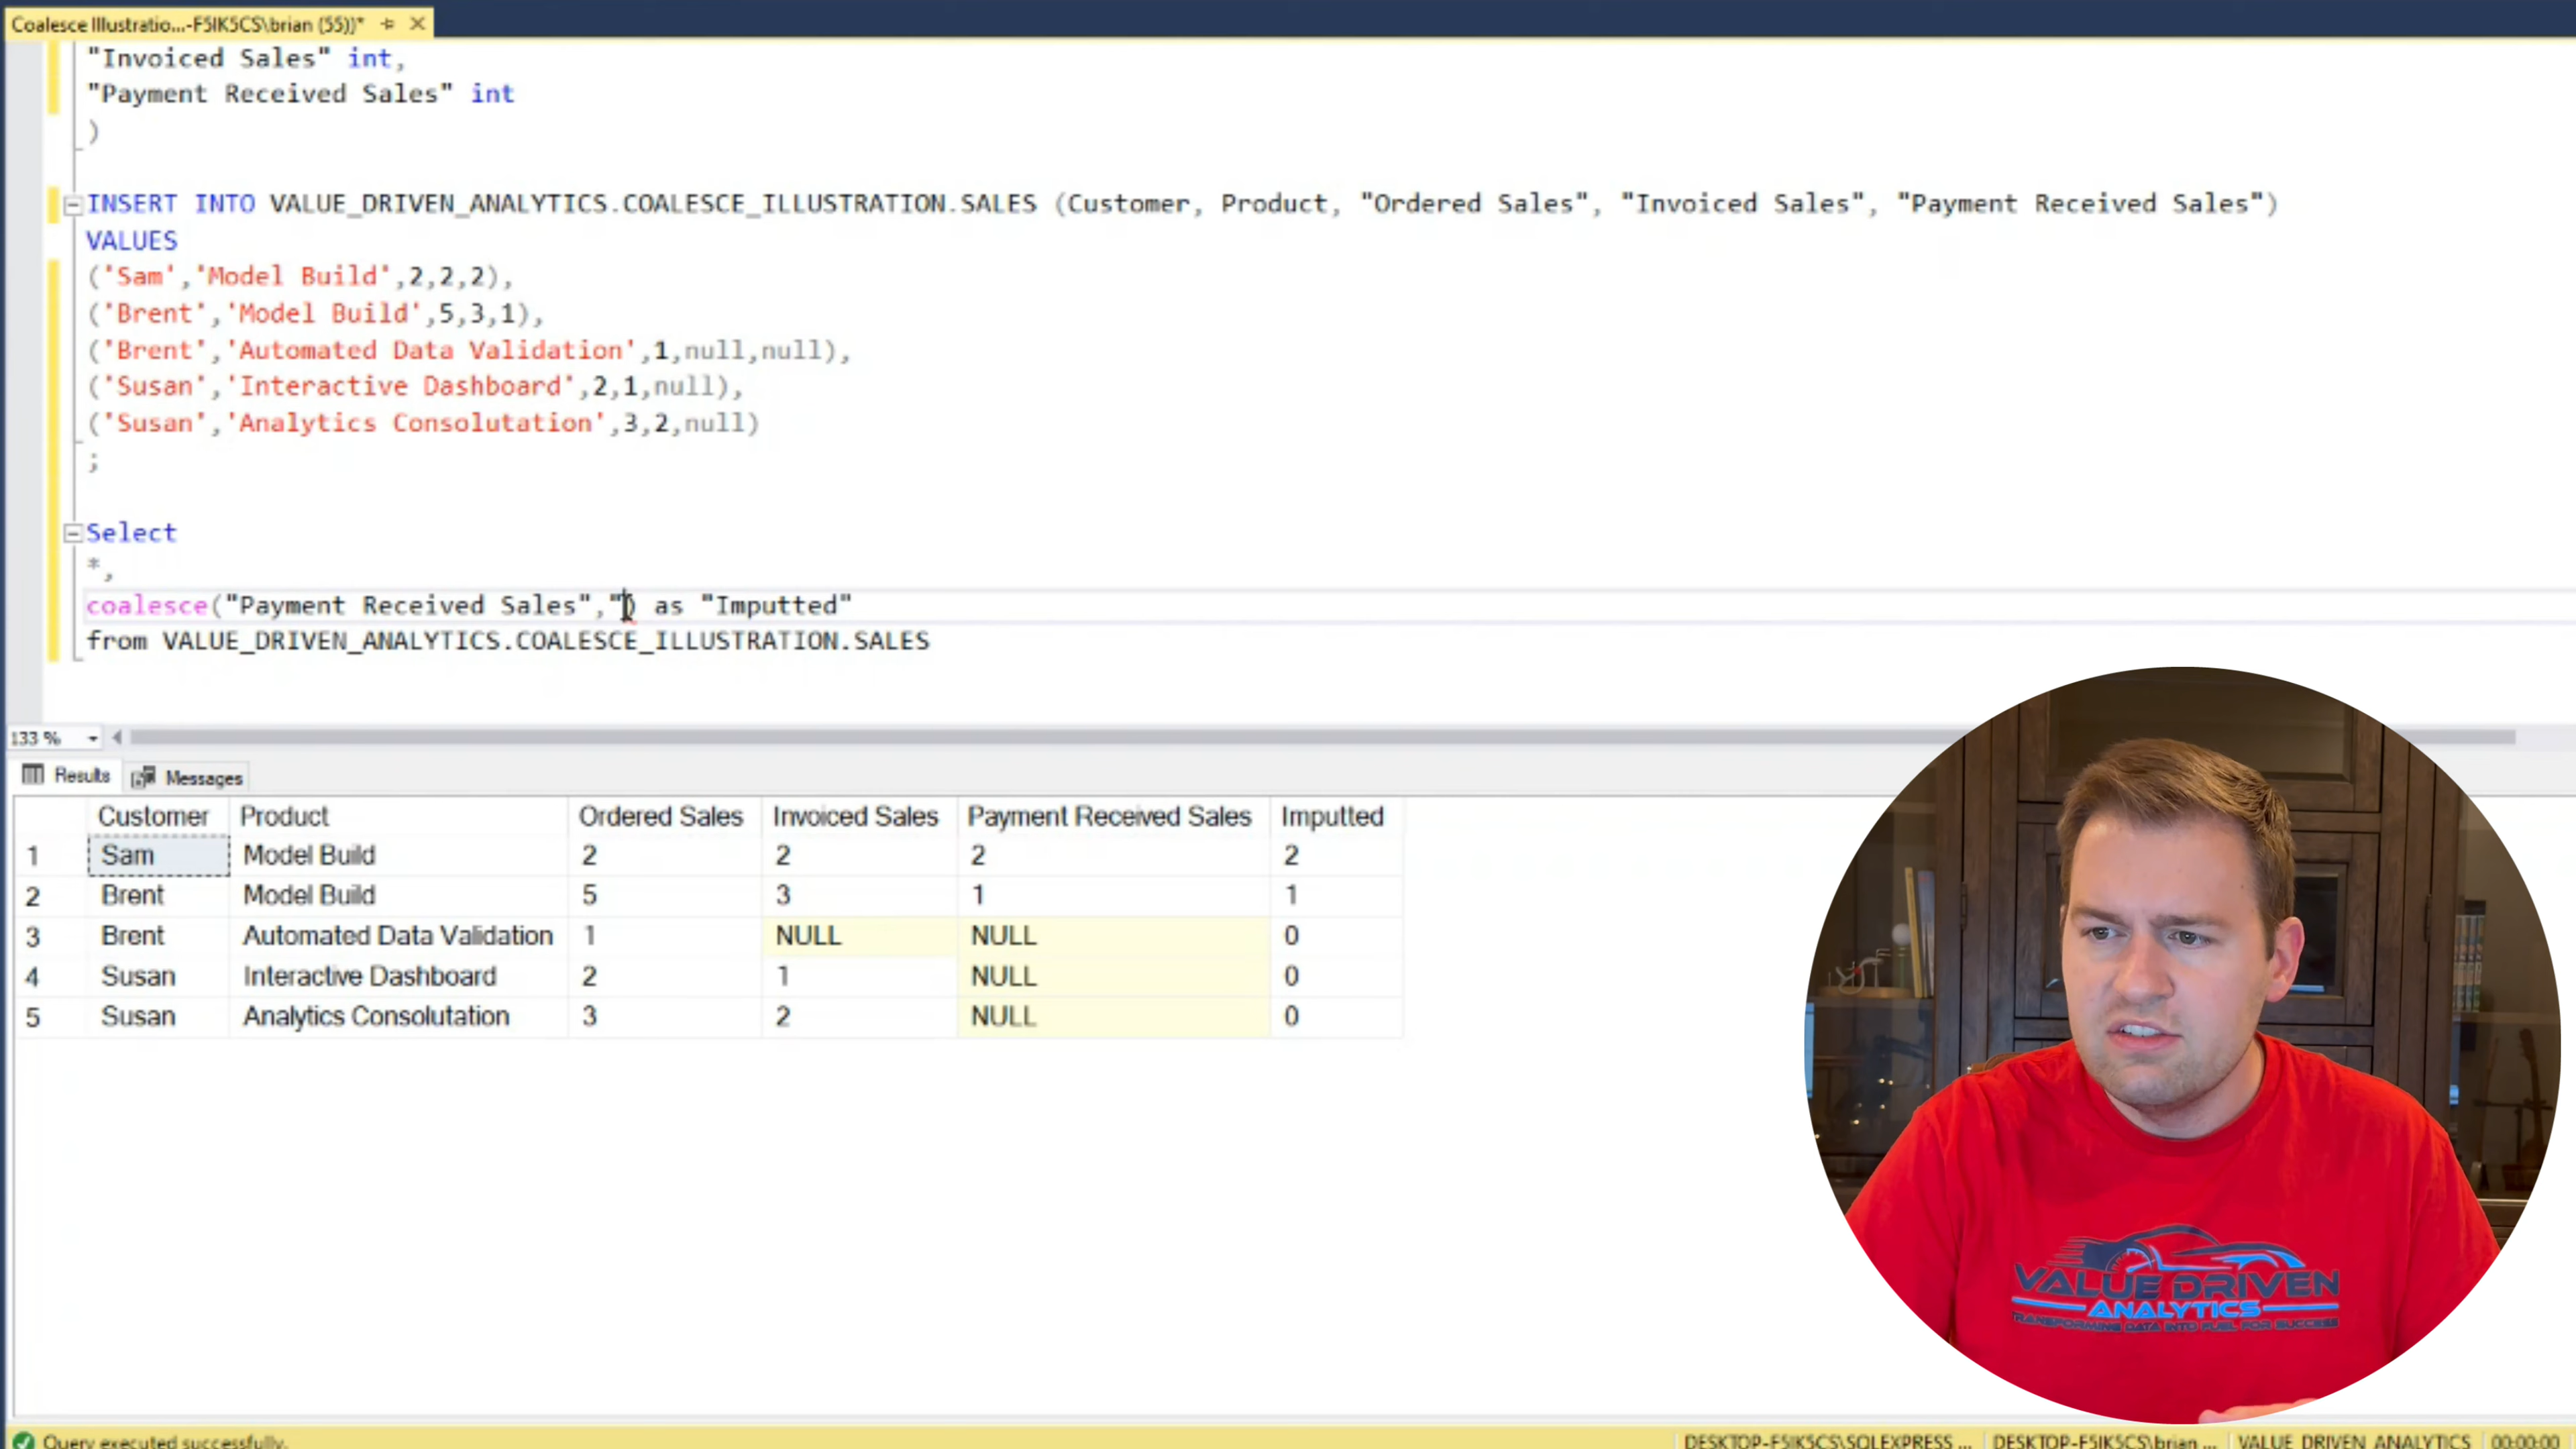 Coalesce Illustratio...-F5IK5CS\brian (55))*
"Invoiced Sales" int,
"Payment Received Sales" int
)
INSERT INTO VALUE_DRIVEN_ANALYTICS.COALESCE_ILLUSTRATION.SALES (Customer, Product, "Ordered Sales", "Invoiced Sales", "Payment Received Sales")
VALUES
('Sam','Model Build',2,2,2),
('Brent','Model Build',5,3,1),
('Brent','Automated Data Validation',1,null,null),
('Susan','Interactive Dashboard',2,1,null),
('Susan','Analytics Consolutation',3,2,null)
;
Select
*,
coalesce("Payment Received Sales",") as "Imputted"
from VALUE_DRIVEN_ANALYTICS.COALESCE_ILLUSTRATION.SALES
133 %
Results Messages
Customer Product Ordered Sales Invoiced Sales Payment Received Sales Imputted
1 Sam Model Build 2 2 2 2
2 Brent Model Build 5 3 1 1
3 Brent Automated Data Validation 1 NULL NULL 0
4 Susan Interactive Dashboard 2 1 NULL 0
5 Susan Analytics Consolutation 3 2 NULL 0
VALUE DRIVEN
ANALYTICS
TRANSFORMING DATA INTO FUEL FOR SUCCESS
Query executed successfully. DESKTOP-F5IK5CS\SQLEXPRESS ... DESKTOP-F5IK5CS\brian ... VALUE_DRIVEN_ANALYTICS 00:00:00